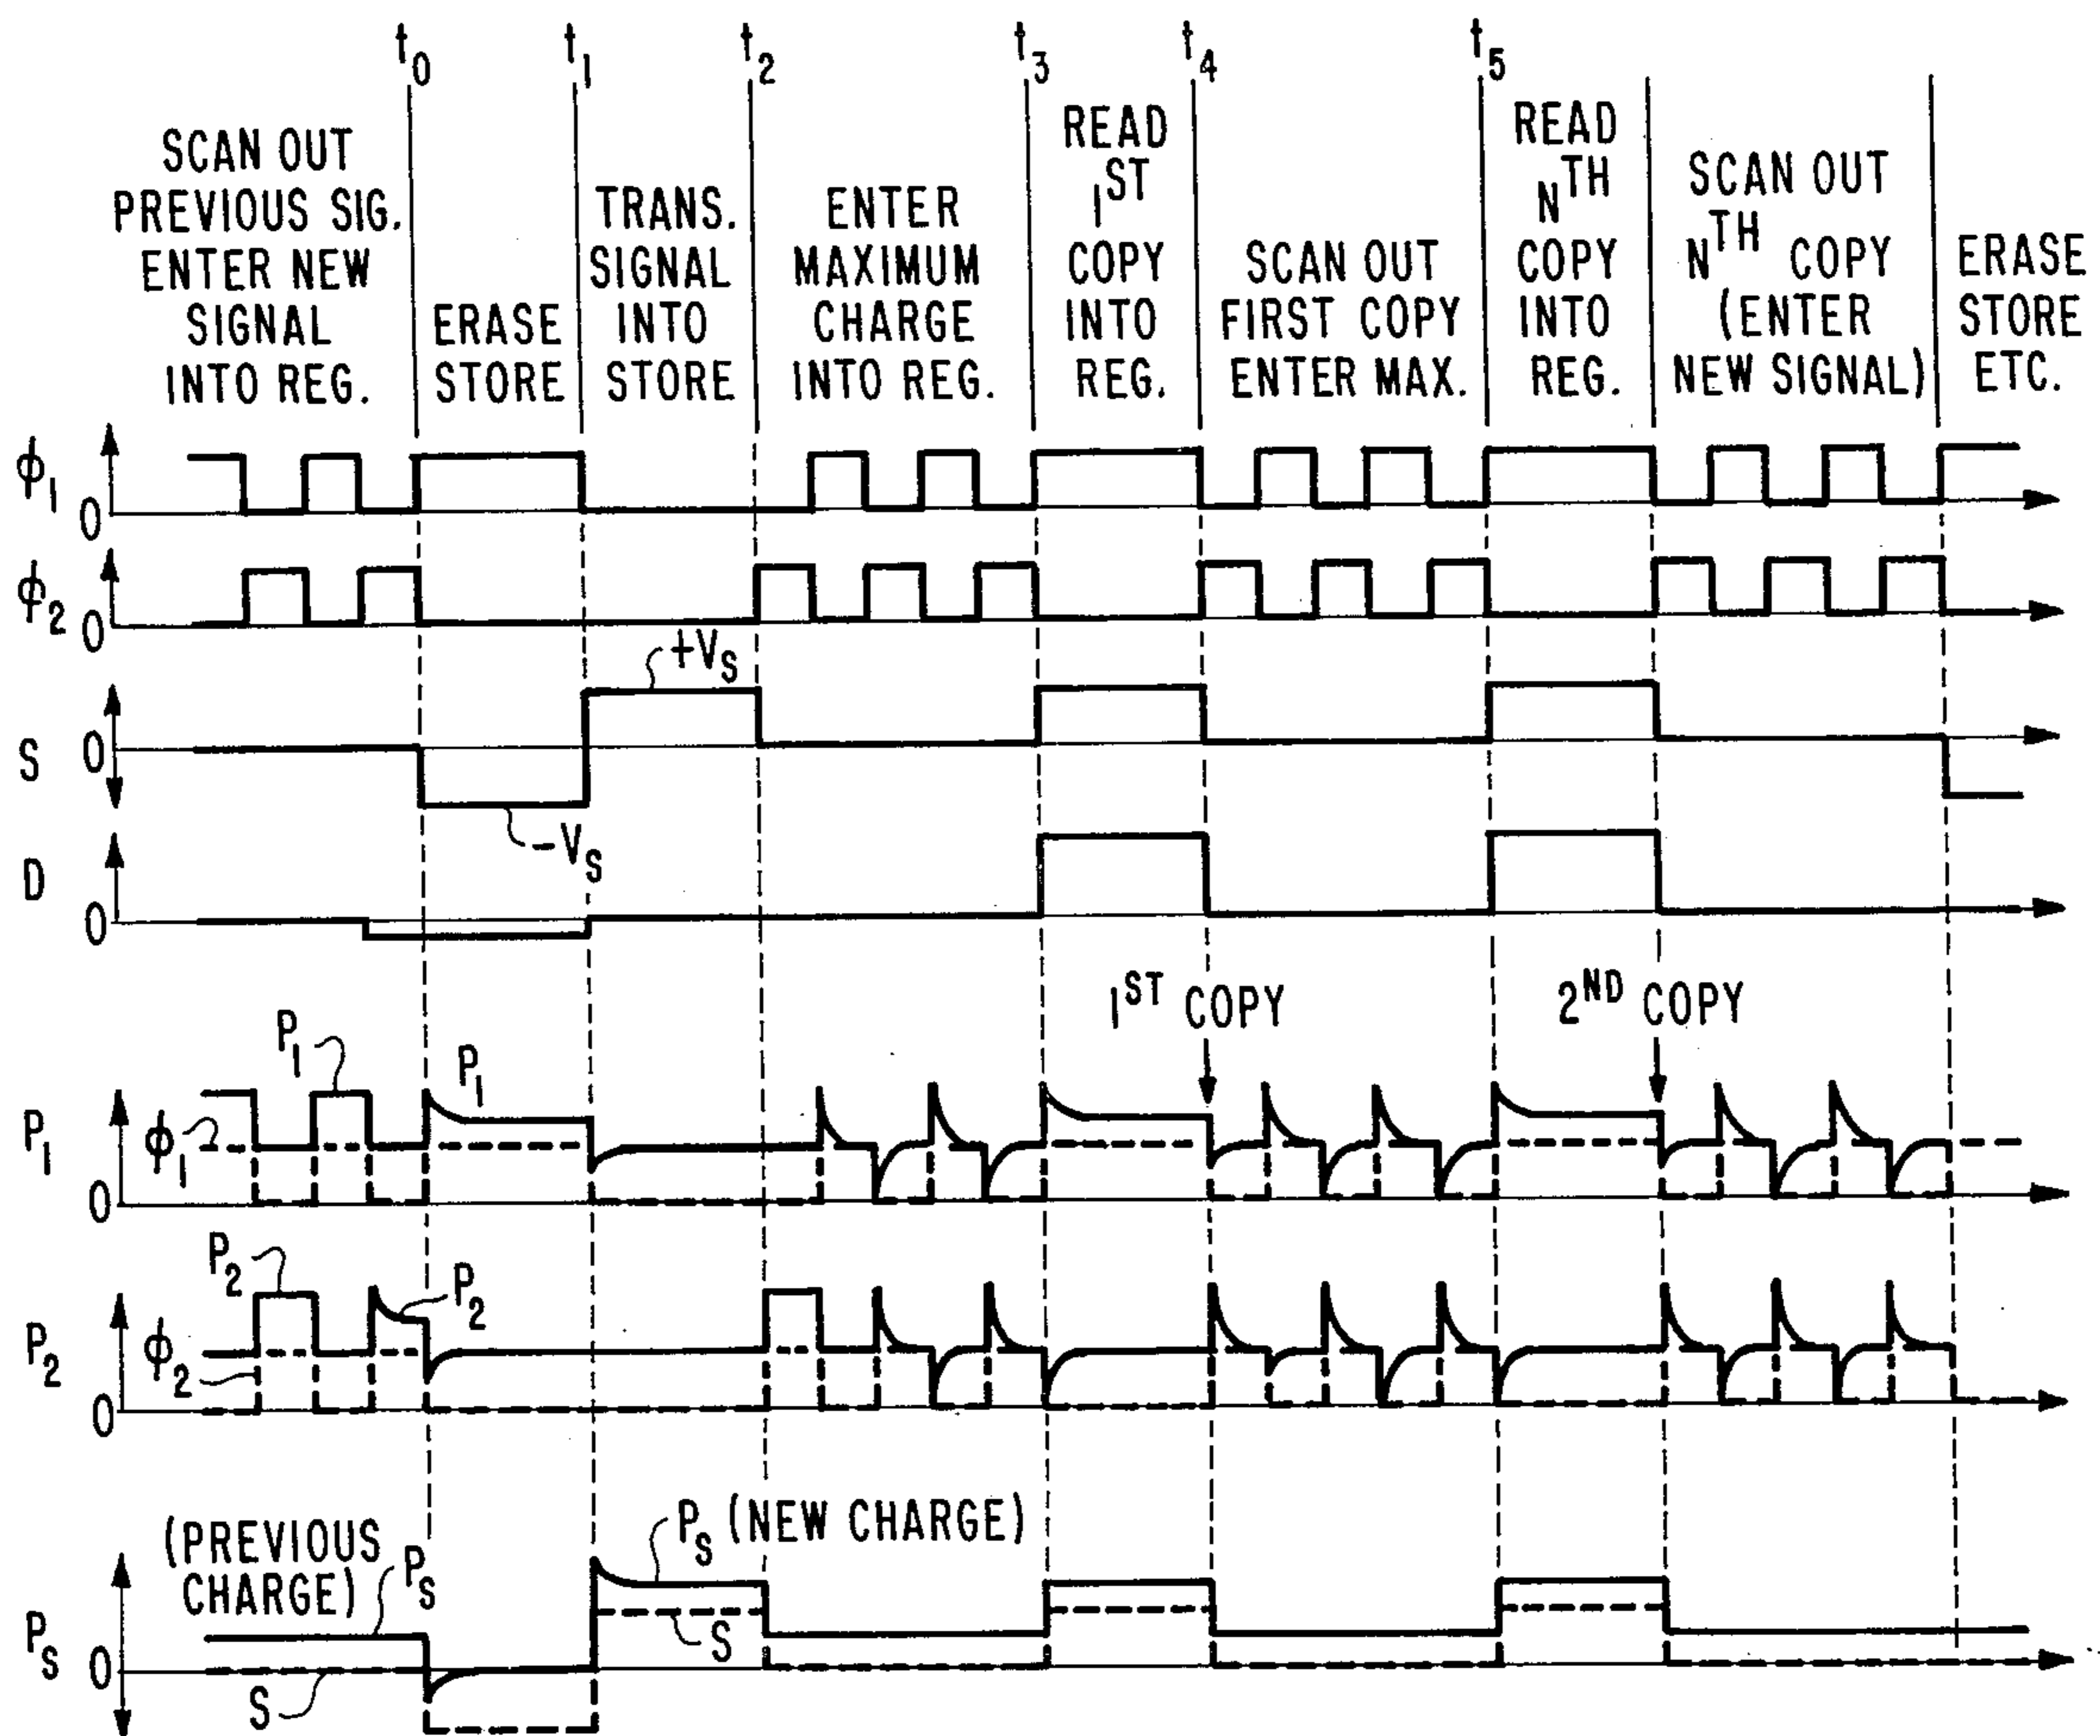 t0 t1 t2 t3 t4 t5
SCAN OUT
PREVIOUS SIG.
ENTER NEW
SIGNAL
INTO REG.
ERASE
STORE
TRANS.
SIGNAL
INTO
STORE
ENTER
MAXIMUM
CHARGE
INTO REG.
READ
1ST
COPY
INTO
REG.
SCAN OUT
FIRST COPY
ENTER MAX.
READ
NTH
COPY
INTO
REG.
SCAN OUT
NTH COPY
(ENTER
NEW SIGNAL)
ERASE
STORE
ETC.
ϕ1
0
ϕ2
0
+VS
S
0
-VS
D
0
1ST COPY
2ND COPY
P1
P1
P1
ϕ1
0
P2
P2
P2
ϕ2
0
(PREVIOUS
CHARGE)
PS
PS (NEW CHARGE)
PS
0
S
S